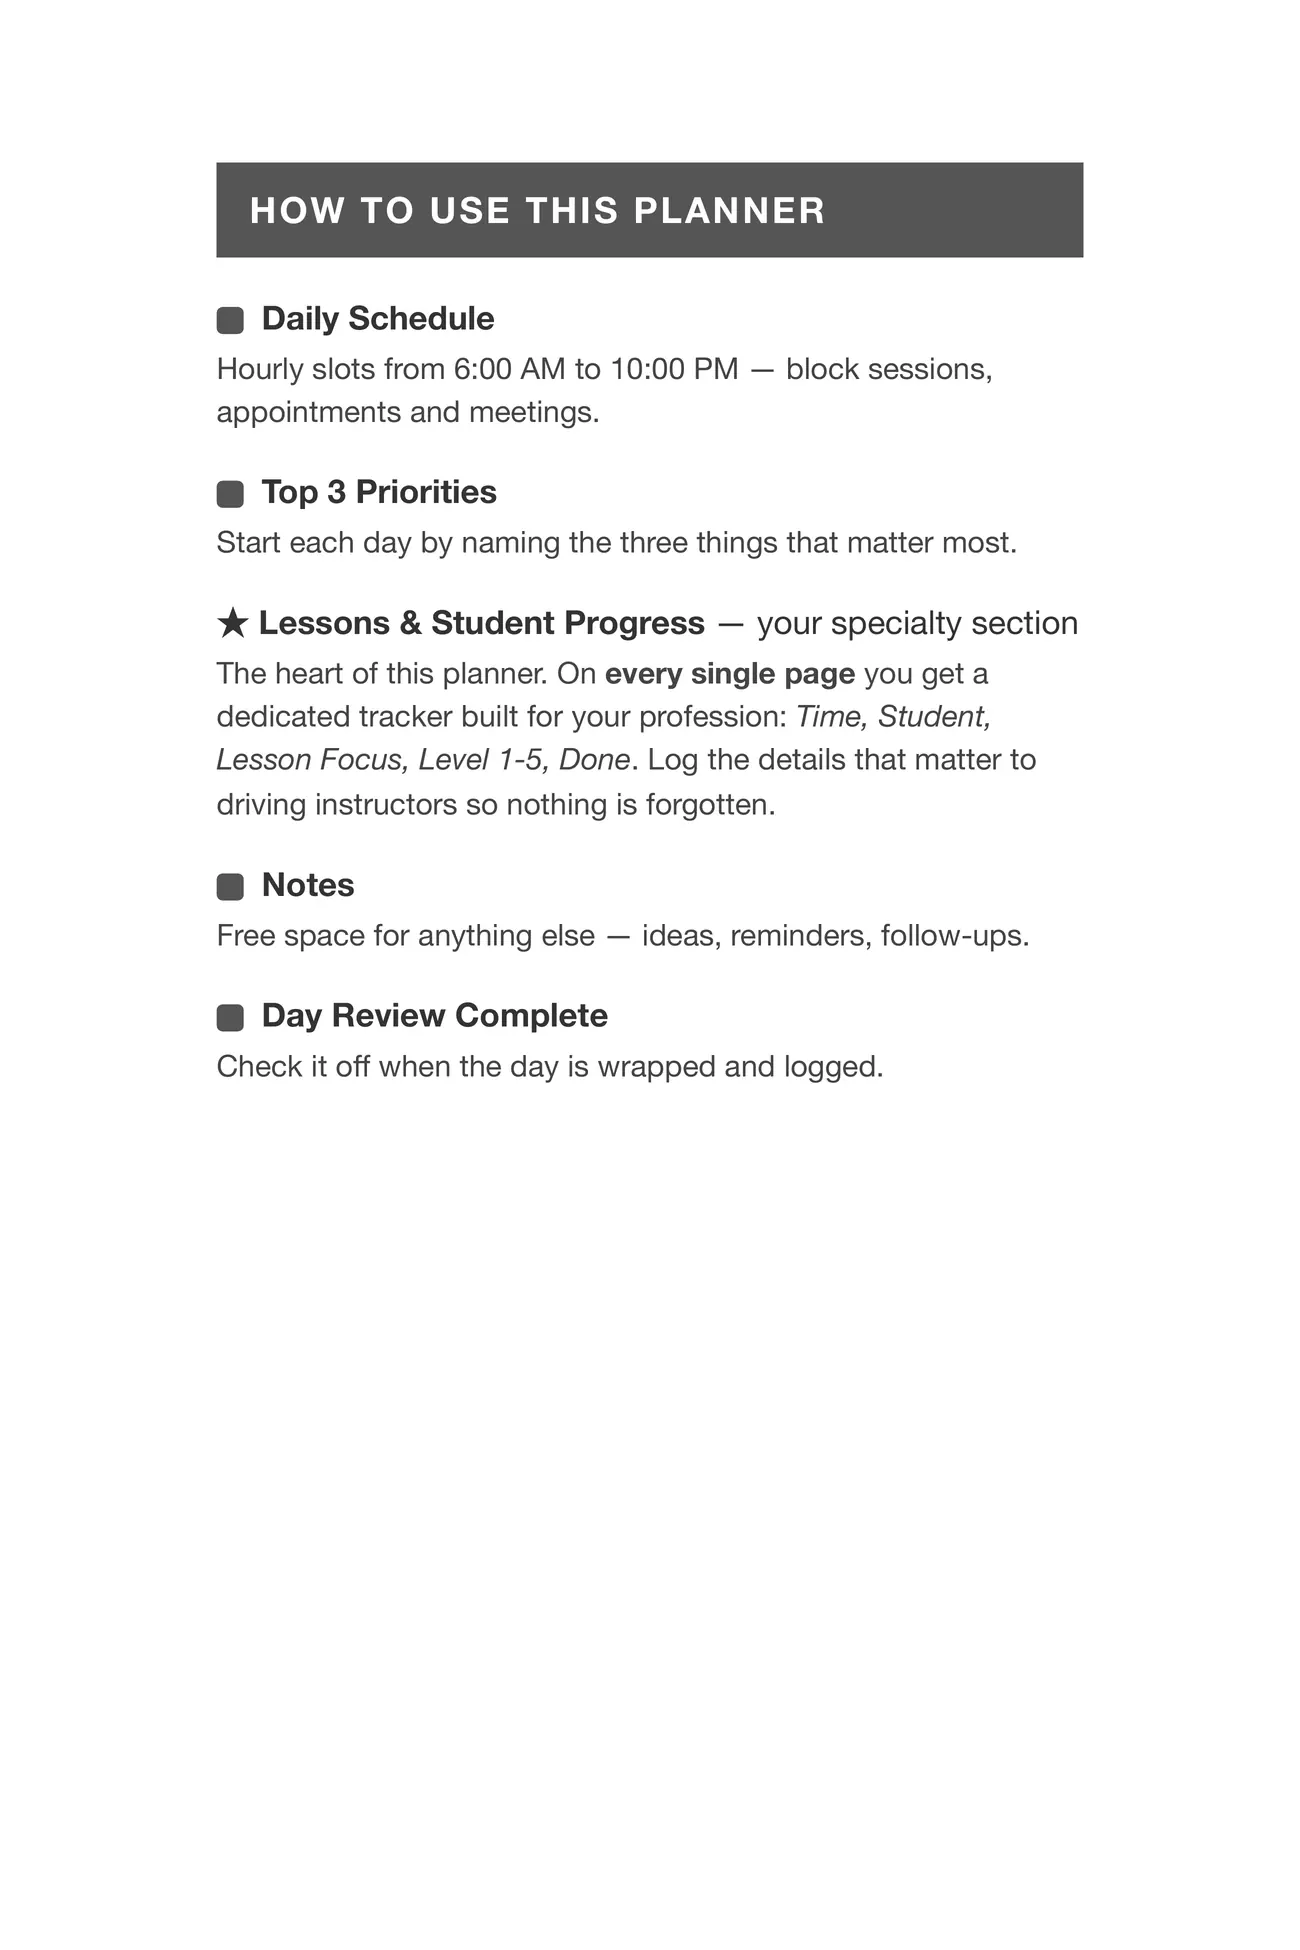 HOW TO USE THIS PLANNER
Daily Schedule
Hourly slots from 6:00 AM to 10:00 PM — block sessions,
appointments and meetings.
Top 3 Priorities
Start each day by naming the three things that matter most.
★ Lessons & Student Progress — your specialty section
The heart of this planner. On every single page you get a
dedicated tracker built for your profession: Time, Student,
Lesson Focus, Level 1-5, Done. Log the details that matter to
driving instructors so nothing is forgotten.
Notes
Free space for anything else — ideas, reminders, follow-ups.
Day Review Complete
Check it off when the day is wrapped and logged.